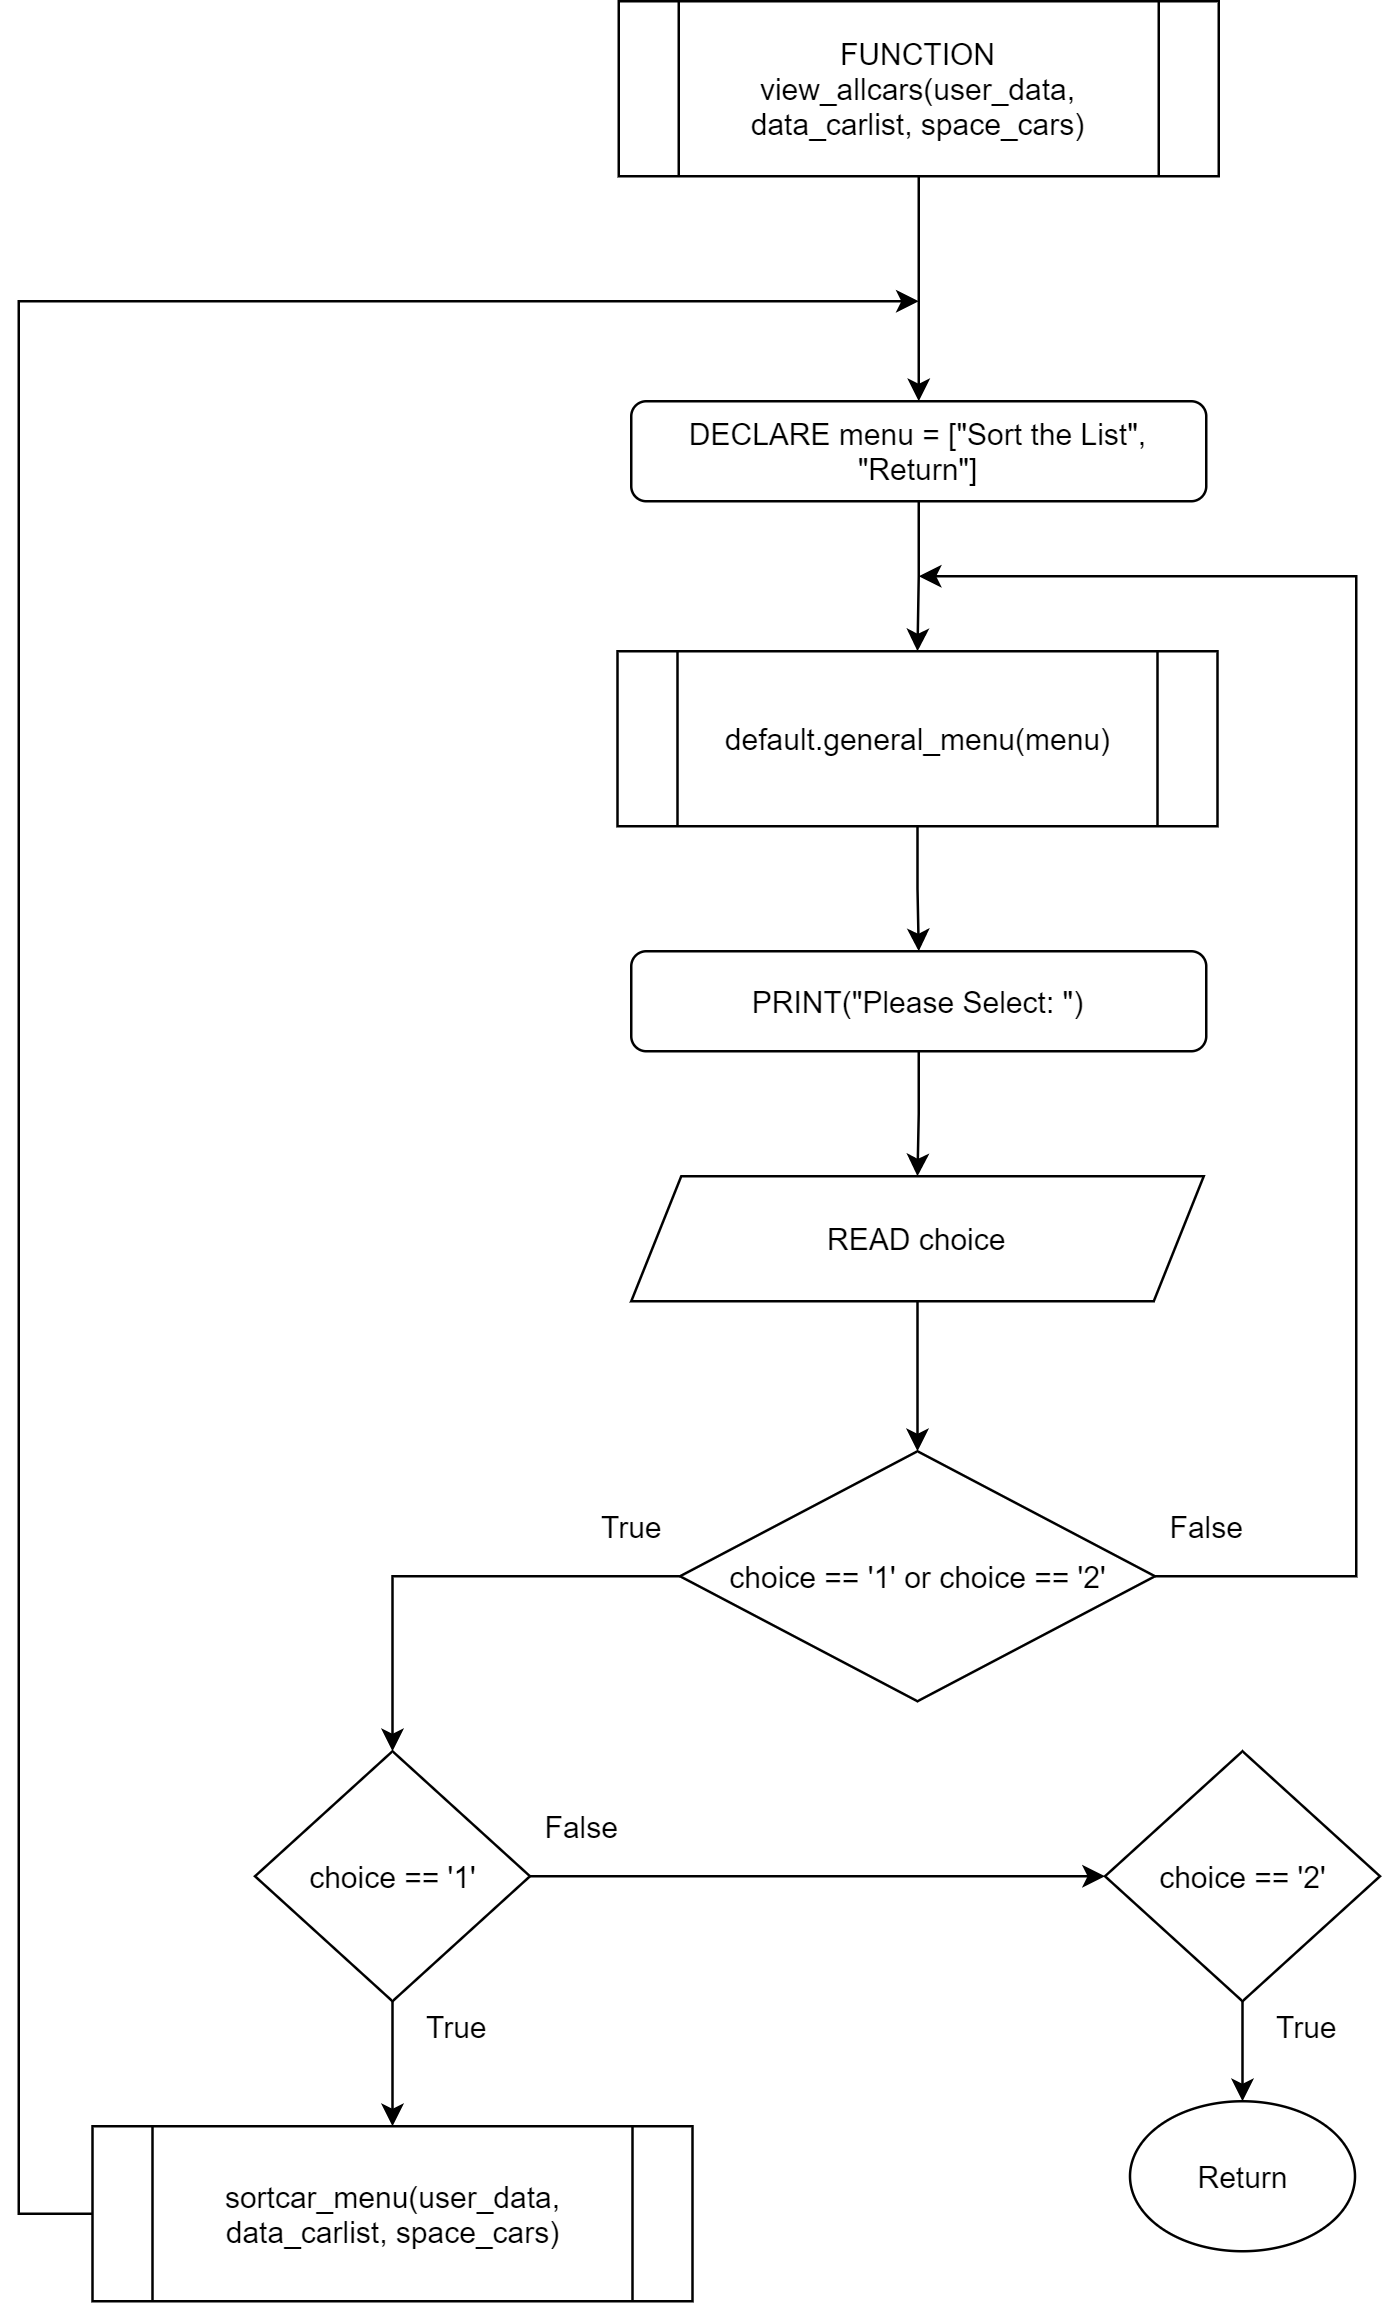 FUNCTION
view_allcars(user_data,
data_carlist, space_cars)
DECLARE menu = ["Sort the List",
"Return"]
default.general_menu(menu)
PRINT("Please Select: ")
READ choice
True
False
choice == '1' or choice == '2'
False
choice == '1'
choice == '2'
True
True
Return
sortcar_menu(user_data,
data_carlist, space_cars)